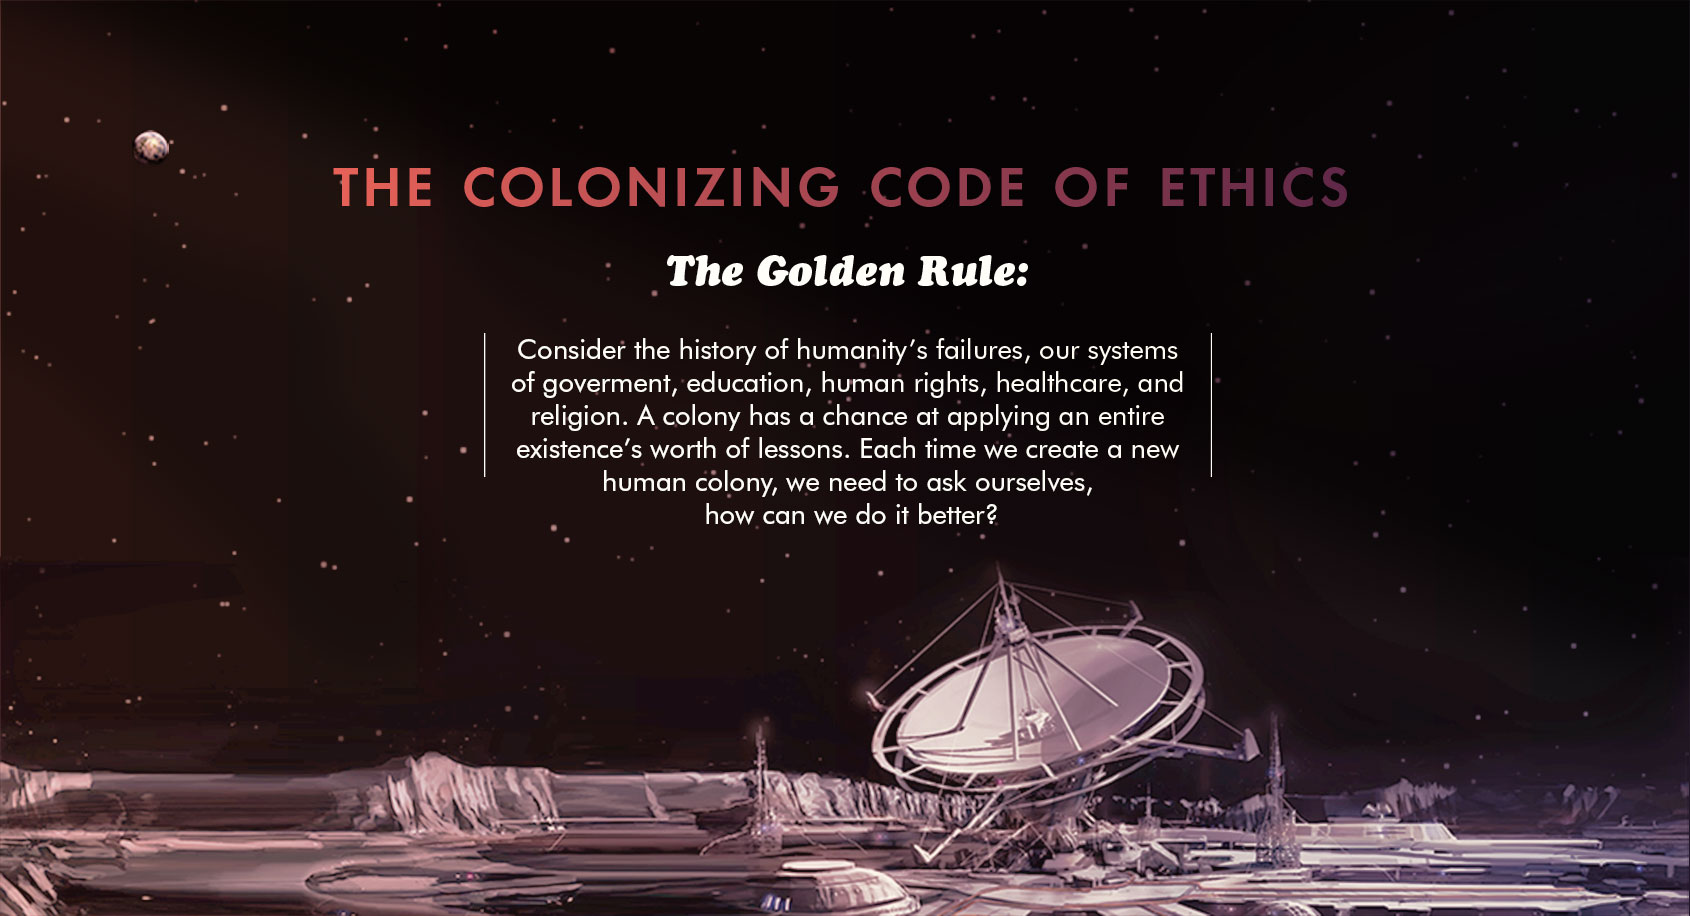 THE COLONIZING CODE OF ETHICS
The Golden Rule:
Consider the history of humanity’s failures, our systems
of goverment, education, human rights, healthcare, and
religion. A colony has a chance at applying an entire
existence’s worth of lessons. Each time we create a new
human colony, we need to ask ourselves,
how can we do it better?